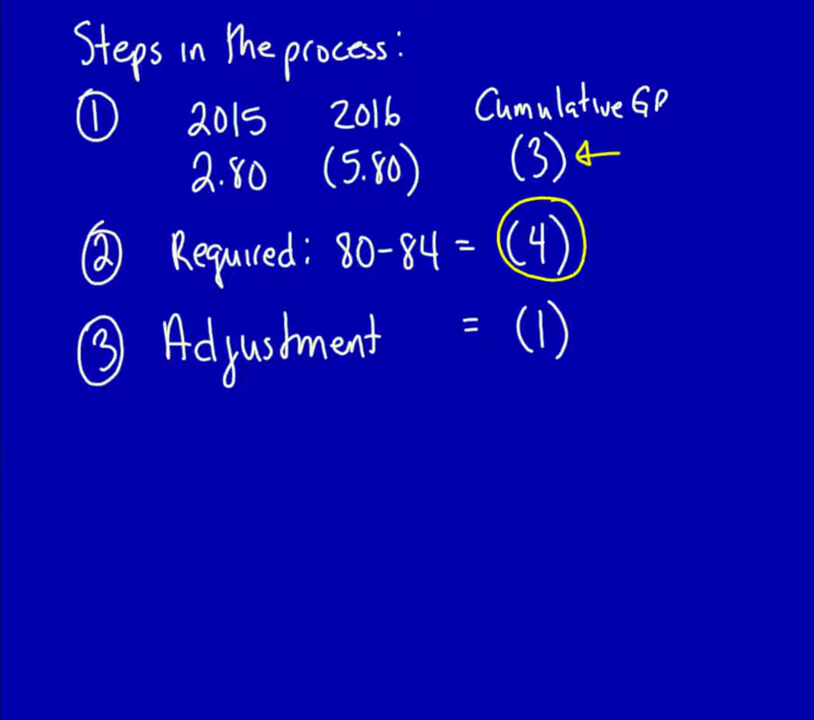 Steps in the process:
① 2015 2016 Cumulative GP
2.80 (5.80) (3) ←
② Required: 80-84 = (4)
③ Adjustment = (1)